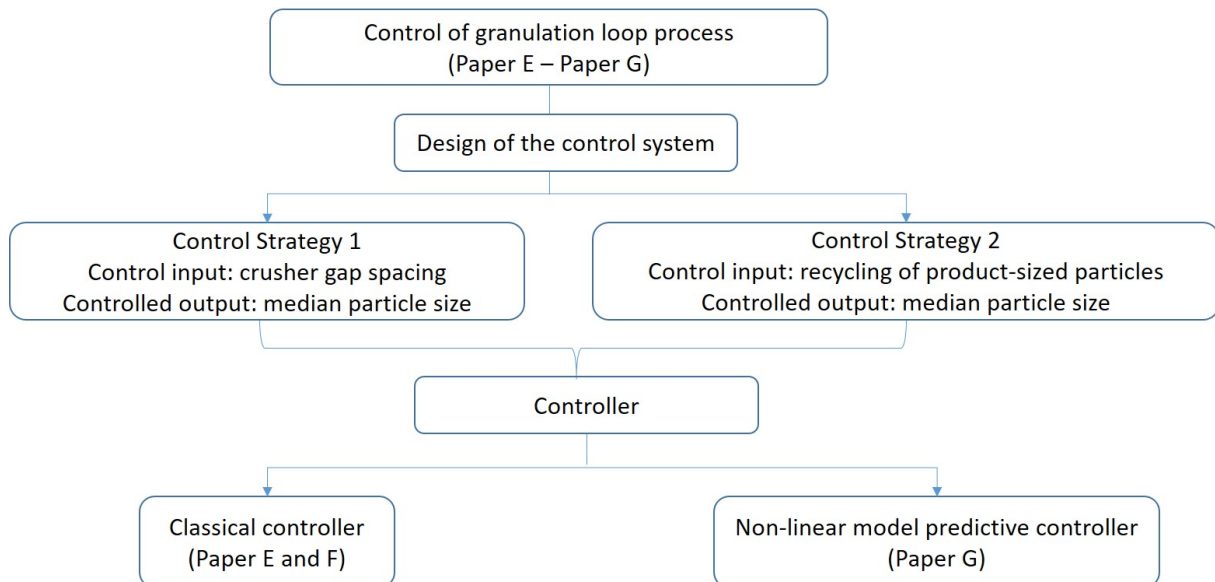 Control of granulation loop process
(Paper E – Paper G)
Design of the control system
Control Strategy 1
Control input: crusher gap spacing
Controlled output: median particle size
Control Strategy 2
Control input: recycling of product-sized particles
Controlled output: median particle size
Controller
Classical controller
(Paper E and F)
Non-linear model predictive controller
(Paper G)